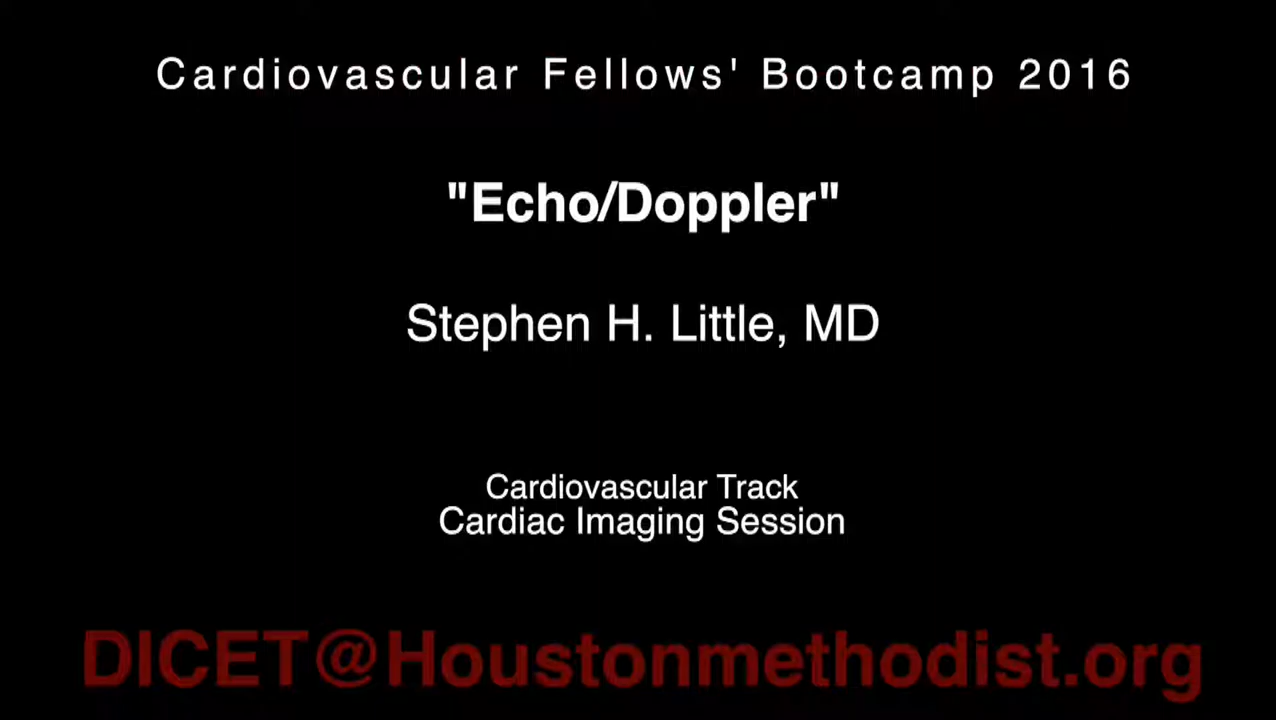 Cardiovascular Fellows' Bootcamp 2016
"Echo/Doppler"
Stephen H. Little, MD
Cardiovascular Track
Cardiac Imaging Session
DICET@Houstonmethodist.org